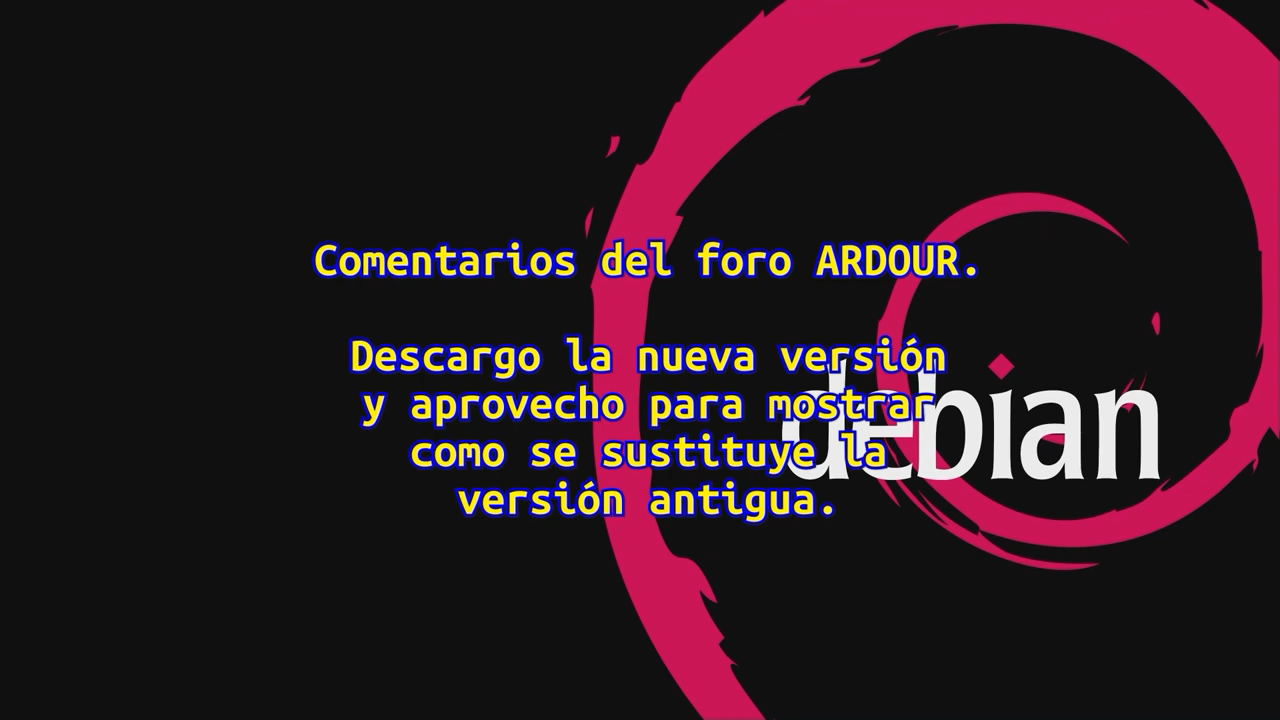 Comentarios del foro ARDOUR.
Descargo la nueva versión
y aprovecho para mostrar
como se sustituye la
versión antigua.
debian